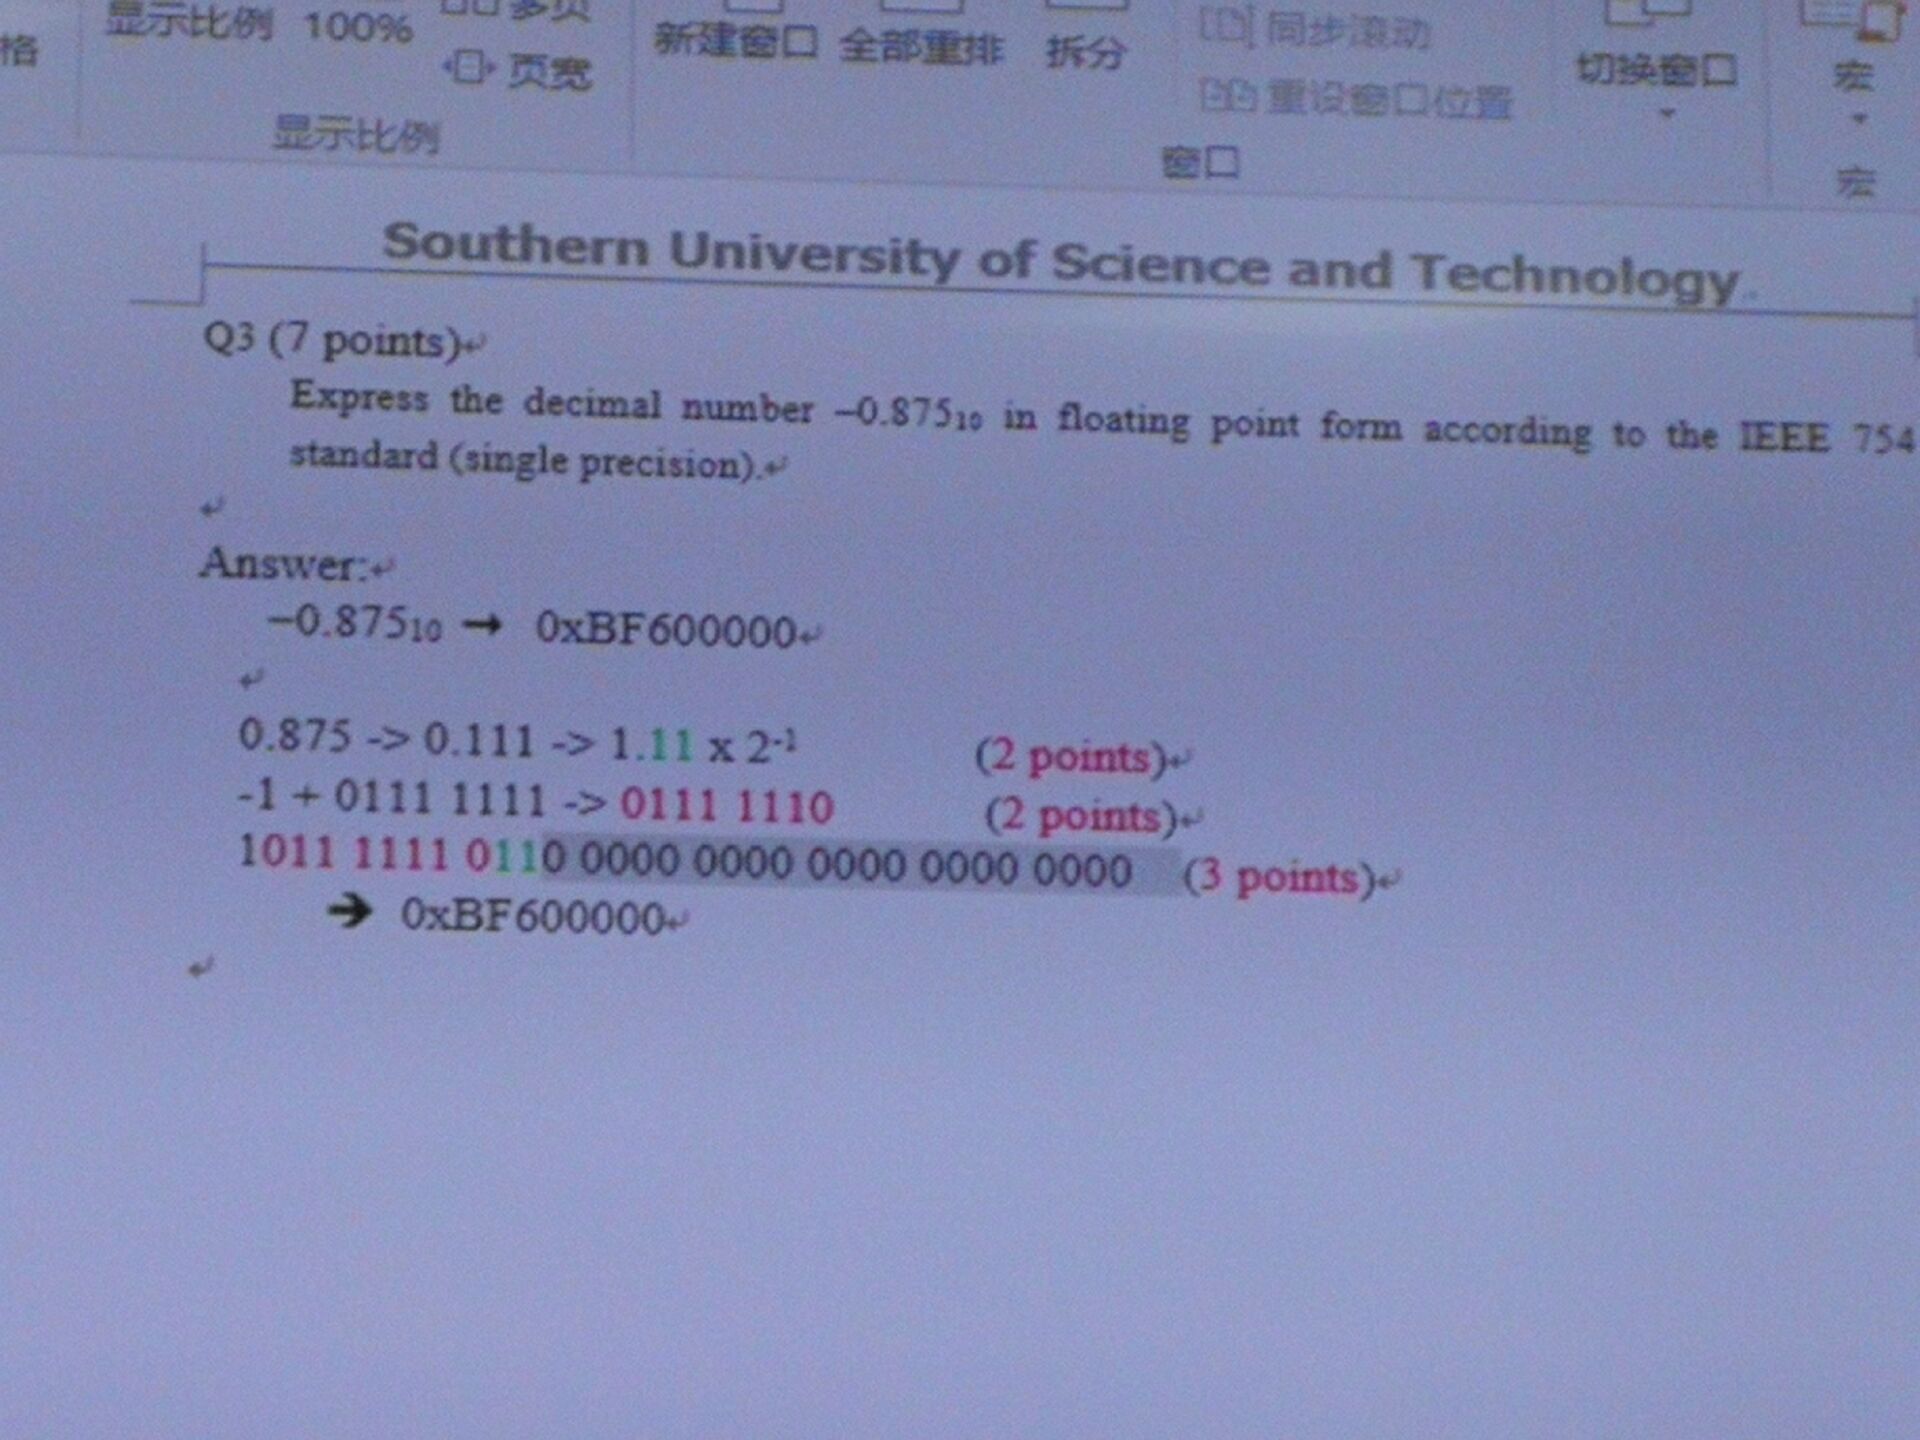 格 显示比例 100% 多页 新建窗口 全部重排 拆分 同步滚动 切换窗口 宏
页宽 重设窗口位置
显示比例 窗口 宏
Southern University of Science and Technology
Q3 (7 points)↵
Express the decimal number −0.875₁₀ in floating point form according to the IEEE 754
standard (single precision).↵
↵
Answer:↵
−0.875₁₀ → 0xBF600000↵
↵
0.875 -> 0.111 -> 1.11 x 2⁻¹ (2 points)↵
-1 + 0111 1111 -> 0111 1110 (2 points)↵
1011 1111 0110 0000 0000 0000 0000 0000 (3 points)↵
➔ 0xBF600000↵
↵